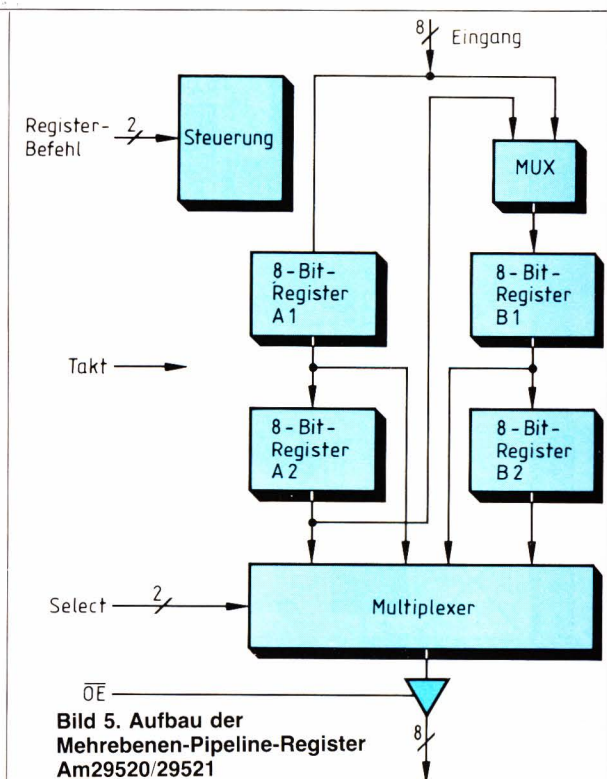 8 Eingang
Register-
Befehl
2
Steuerung
MUX
8-Bit-
Register
A1
8-Bit-
Register
B1
Takt
8-Bit-
Register
A2
8-Bit-
Register
B2
Select
2
Multiplexer
OE
8
Bild 5. Aufbau der
Mehrebenen-Pipeline-Register
Am29520/29521